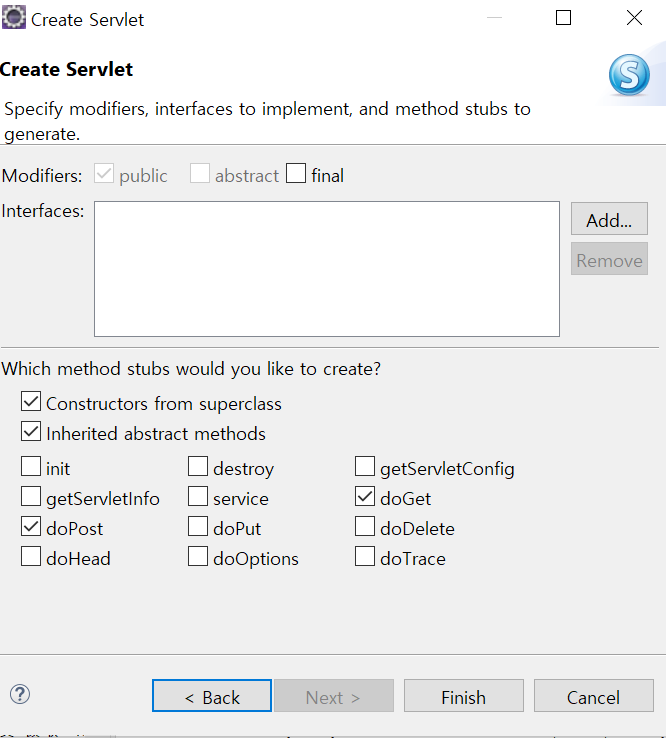 Create Servlet
Create Servlet
Specify modifiers, interfaces to implement, and method stubs to
generate.
Modifiers: public abstract final
Interfaces:
Add...
Remove
Which method stubs would you like to create?
Constructors from superclass
Inherited abstract methods
init destroy getServletConfig
getServletInfo service doGet
doPost doPut doDelete
doHead doOptions doTrace
? < Back Next > Finish Cancel